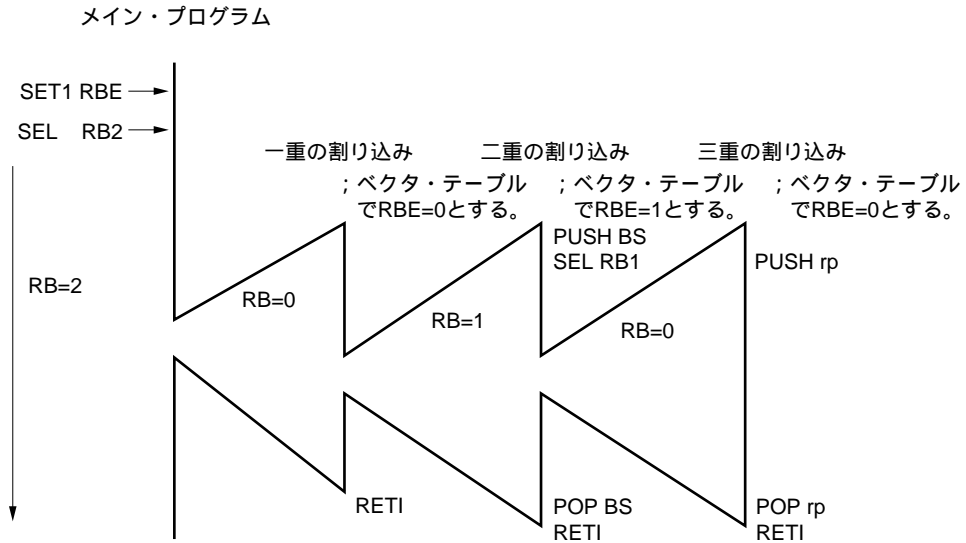 メイン・プログラム
SET1 RBE
SEL RB2
一重の割り込み
二重の割り込み
三重の割り込み
；ベクタ・テーブル
でRBE=0とする。
；ベクタ・テーブル
でRBE=1とする。
；ベクタ・テーブル
でRBE=0とする。
PUSH BS
SEL RB1
PUSH rp
RB=2
RB=0
RB=1
RB=0
RETI
POP BS
RETI
POP rp
RETI